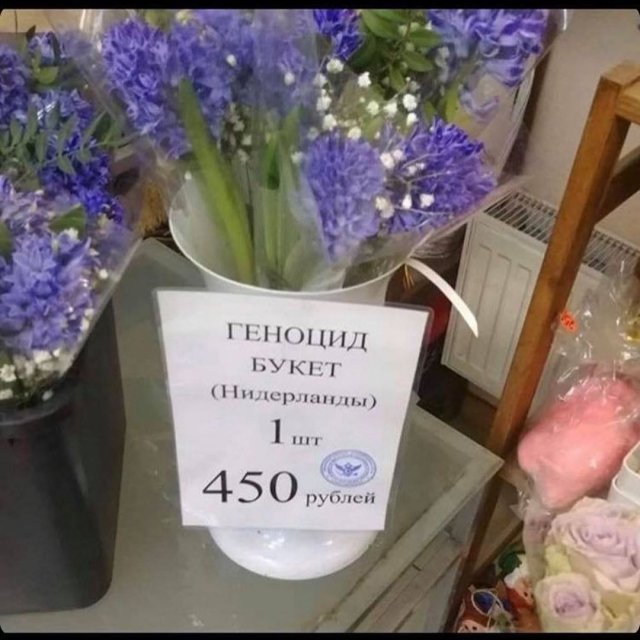 ГЕНОЦИД
БУКЕТ
(Нидерланды)
1 шт
450 рублей